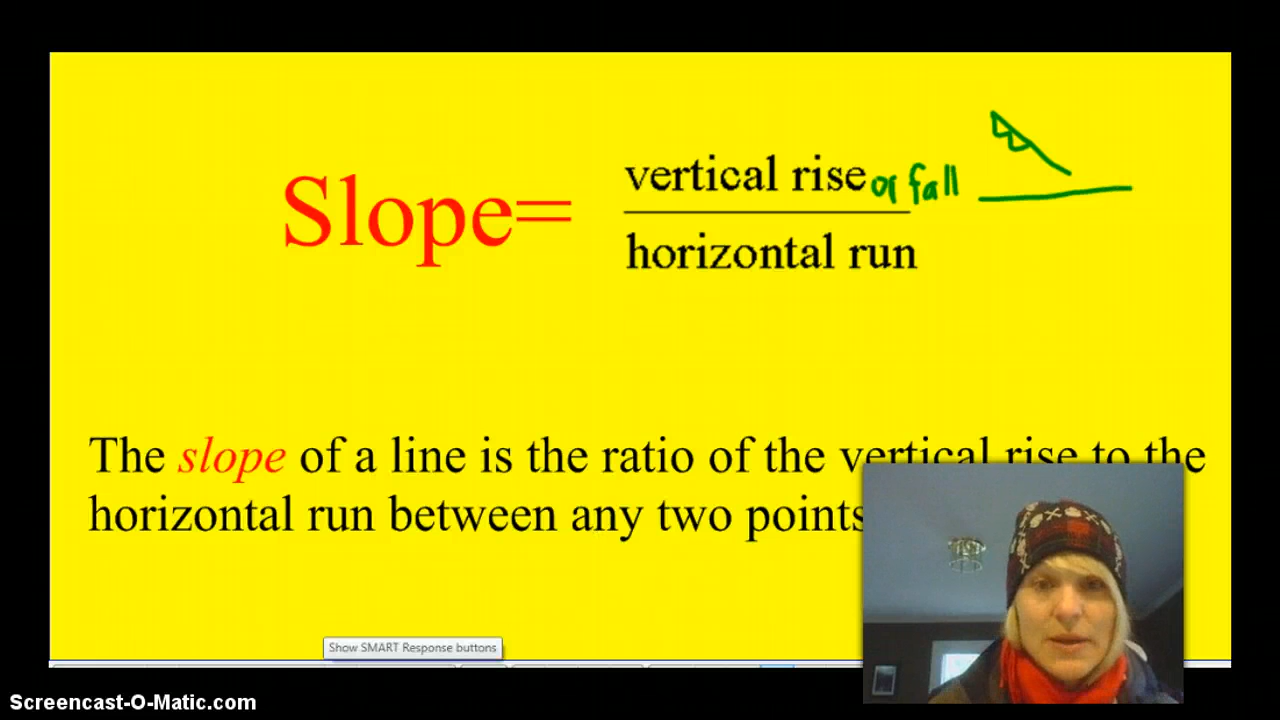 vertical rise or fall
Slope=
horizontal run
The slope of a line is the ratio of the vertical rise to the
horizontal run between any two points
Show SMART Response buttons
Screencast-O-Matic.com